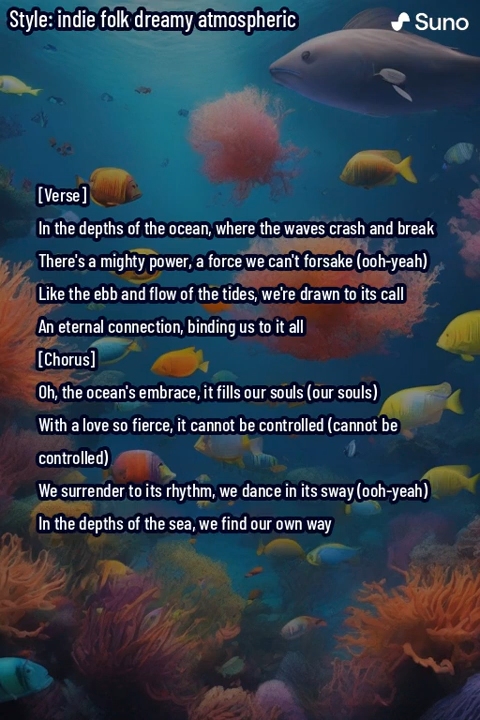 Style: indie folk dreamy atmospheric
Suno
[Verse]
In the depths of the ocean, where the waves crash and break
There's a mighty power, a force we can't forsake (ooh-yeah)
Like the ebb and flow of the tides, we're drawn to its call
An eternal connection, binding us to it all
[Chorus]
Oh, the ocean's embrace, it fills our souls (our souls)
With a love so fierce, it cannot be controlled (cannot be
controlled)
We surrender to its rhythm, we dance in its sway (ooh-yeah)
In the depths of the sea, we find our own way